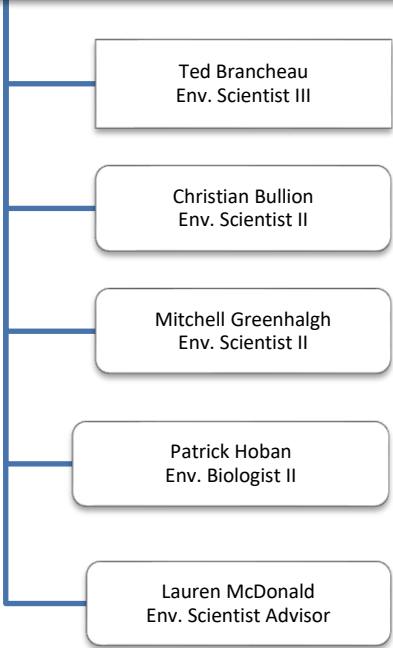 Ted Brancheau
Env. Scientist III
Christian Bullion
Env. Scientist II
Mitchell Greenhalgh
Env. Scientist II
Patrick Hoban
Env. Biologist II
Lauren McDonald
Env. Scientist Advisor